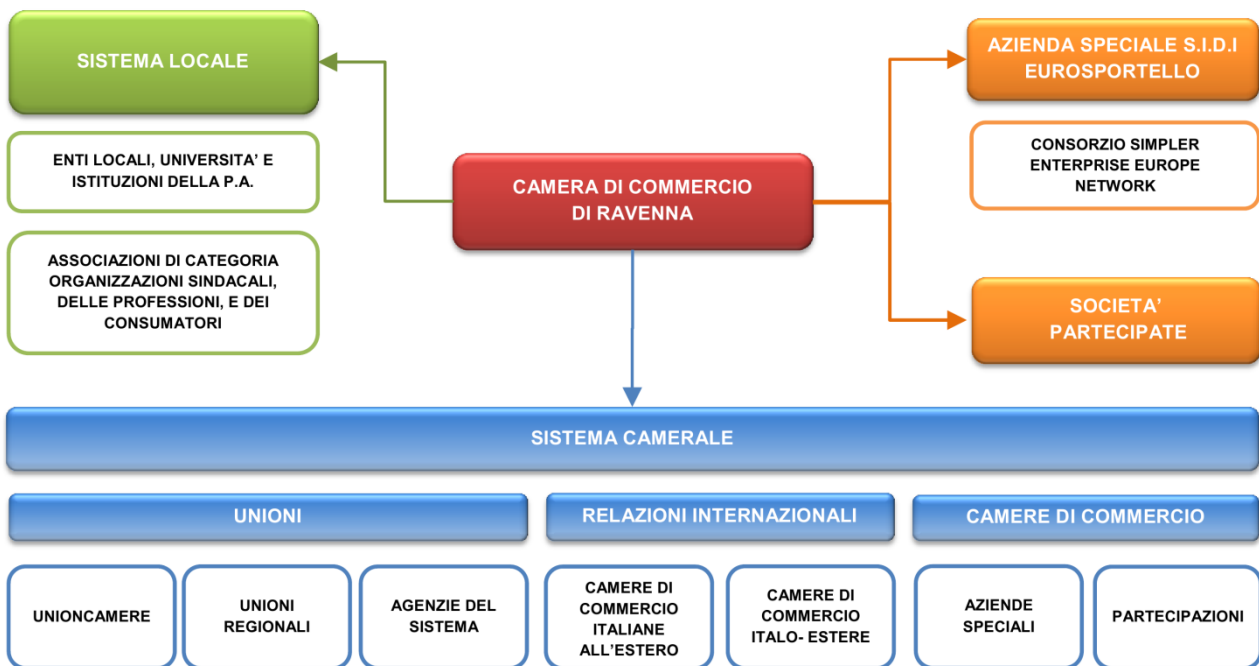 SISTEMA LOCALE
ENTI LOCALI, UNIVERSITA' E
ISTITUZIONI DELLA P.A.
ASSOCIAZIONI DI CATEGORIA
ORGANIZZAZIONI SINDACALI,
DELLE PROFESSIONI, E DEI
CONSUMATORI
CAMERA DI COMMERCIO
DI RAVENNA
AZIENDA SPECIALE S.I.D.I
EUROSPORTELLO
CONSORZIO SIMPLER
ENTERPRISE EUROPE
NETWORK
SOCIETA'
PARTECIPATE
SISTEMA CAMERALE
UNIONI
RELAZIONI INTERNAZIONALI
CAMERE DI COMMERCIO
UNIONCAMERE
UNIONI
REGIONALI
AGENZIE DEL
SISTEMA
CAMERE DI
COMMERCIO
ITALIANE
ALL'ESTERO
CAMERE DI
COMMERCIO
ITALO- ESTERE
AZIENDE
SPECIALI
PARTECIPAZIONI